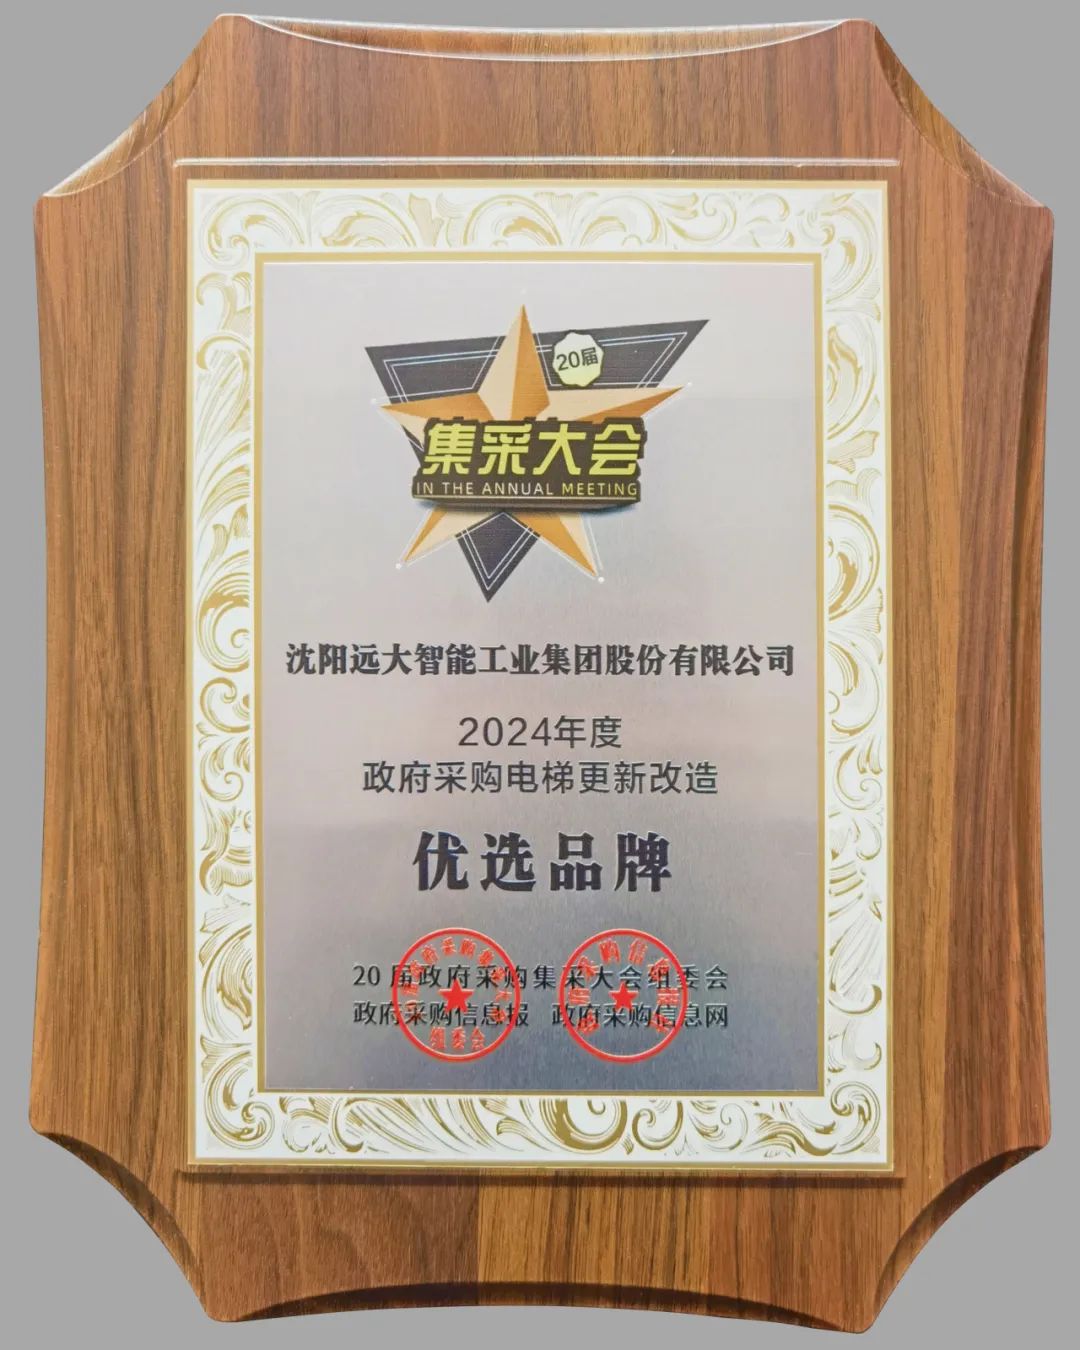 20届
集采大会
IN THE ANNUAL MEETING
沈阳远大智能工业集团股份有限公司
2024年度
政府采购电梯更新改造
优选品牌
20届政府采购集采大会组委会
政府采购信息报 政府采购信息网
组委会